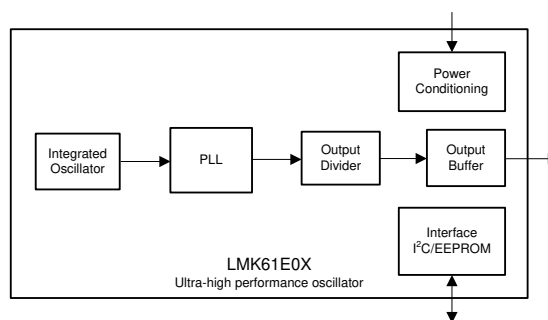 Power
Conditioning
Integrated
Oscillator
PLL
Output
Divider
Output
Buffer
Interface
I²C/EEPROM
LMK61E0X
Ultra-high performance oscillator